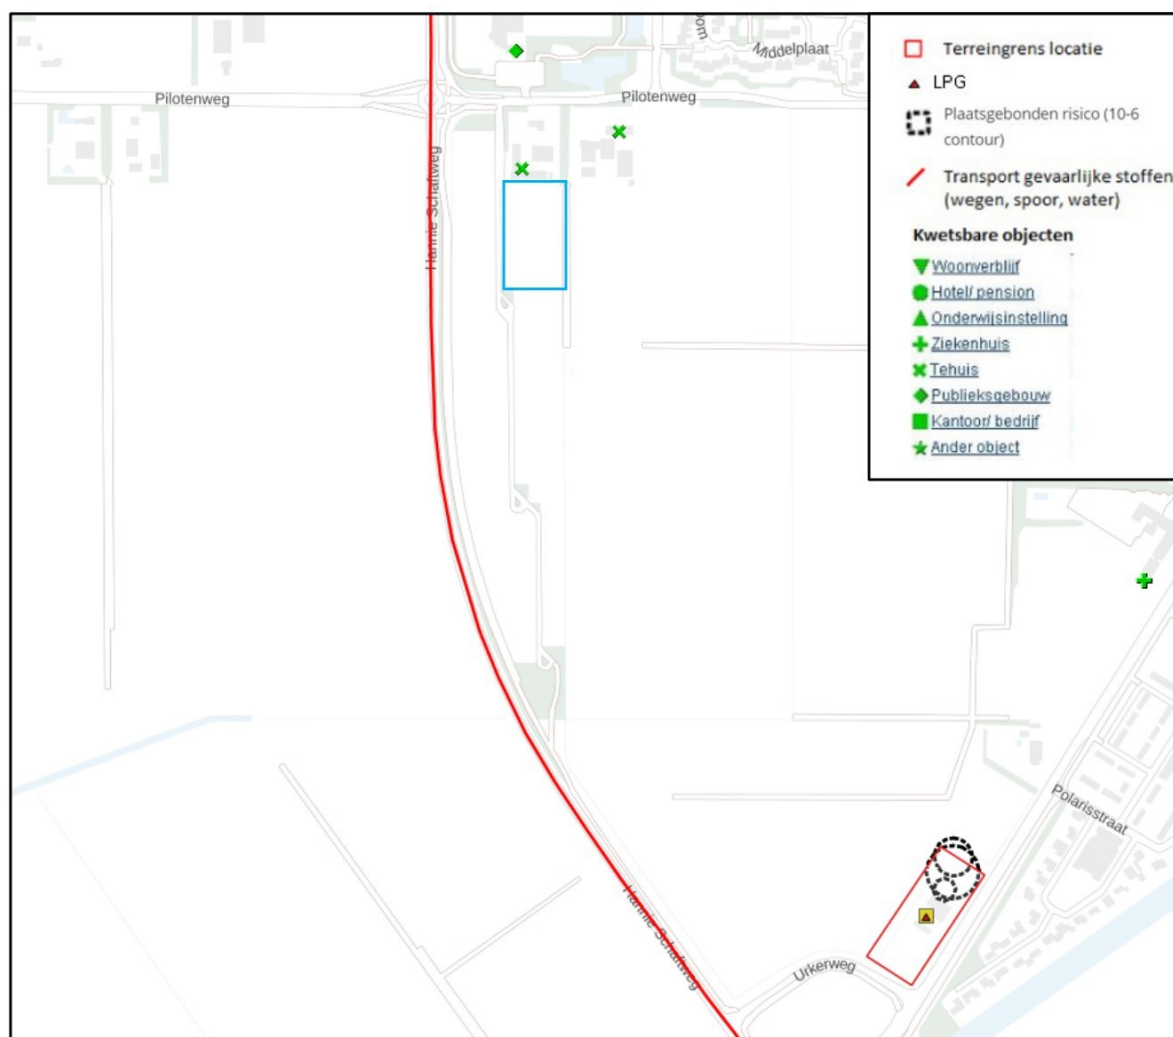 oom
Middelplaat
Pilotenweg
Pilotenweg
Hannie Schaftweg
Terreingrens locatie
LPG
Plaatsgebonden risico (10-6
contour)
Transport gevaarlijke stoffen
(wegen, spoor, water)
Kwetsbare objecten
Woonverblijf
Hotel/ pension
Onderwijsinstelling
Ziekenhuis
Tehuis
Publieksgebouw
Kantoor/ bedrijf
Ander object
Polarisstraat
Hannie Schaftweg
Urkerweg